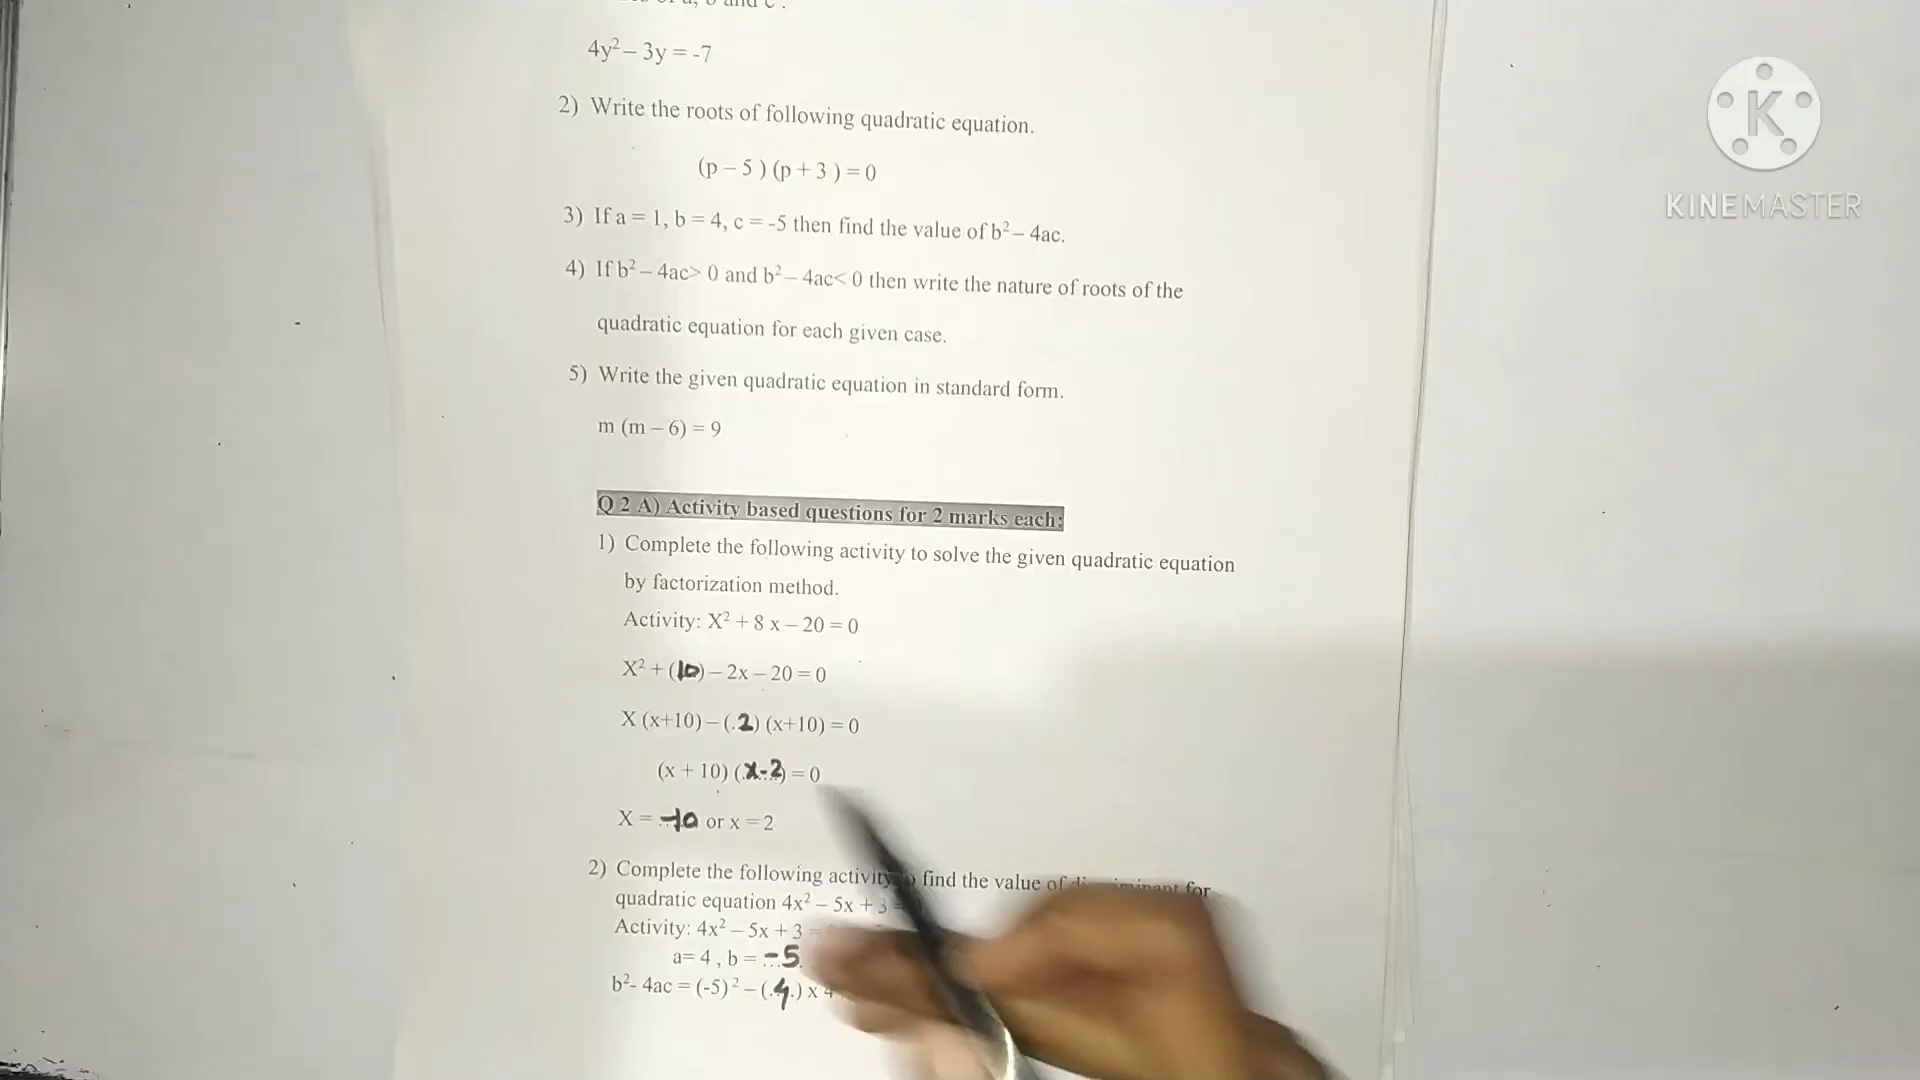 4y² – 3y = -7
2) Write the roots of following quadratic equation.
(p – 5 ) (p + 3 ) = 0
3) If a = 1, b = 4, c = -5 then find the value of b² – 4ac.
4) If b² – 4ac> 0 and b² – 4ac< 0 then write the nature of roots of the
quadratic equation for each given case.
5) Write the given quadratic equation in standard form.
m (m – 6) = 9
Q 2 A) Activity based questions for 2 marks each:
1) Complete the following activity to solve the given quadratic equation
by factorization method.
Activity: X² + 8 x – 20 = 0
X² + (10) – 2x – 20 = 0
X (x+10) – (.2) (x+10) = 0
(x + 10) (x-2) = 0
X = -10 or x = 2
2) Complete the following activity find the value of for
quadratic equation 4x² – 5x + 3
Activity: 4x² – 5x + 3 =
a= 4 , b = -5
b²- 4ac = (-5) ² – (.4.) x 4
KINEMASTER